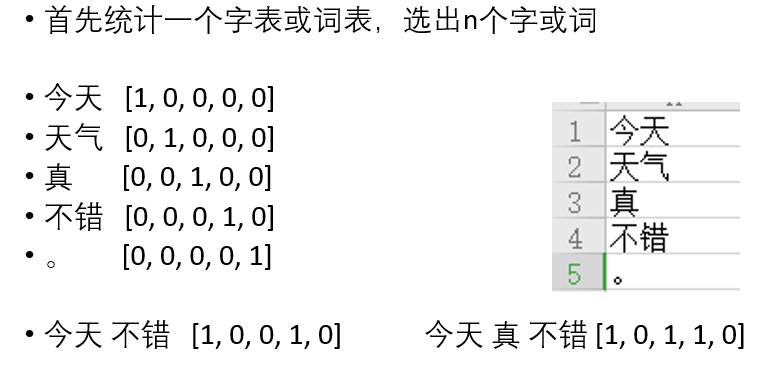 • 首先统计一个字表或词表，选出n个字或词
• 今天 [1, 0, 0, 0, 0]
• 天气 [0, 1, 0, 0, 0]
• 真 [0, 0, 1, 0, 0]
• 不错 [0, 0, 0, 1, 0]
• 。 [0, 0, 0, 0, 1]
1 今天
2 天气
3 真
4 不错
5 。
• 今天 不错 [1, 0, 0, 1, 0] 今天 真 不错 [1, 0, 1, 1, 0]